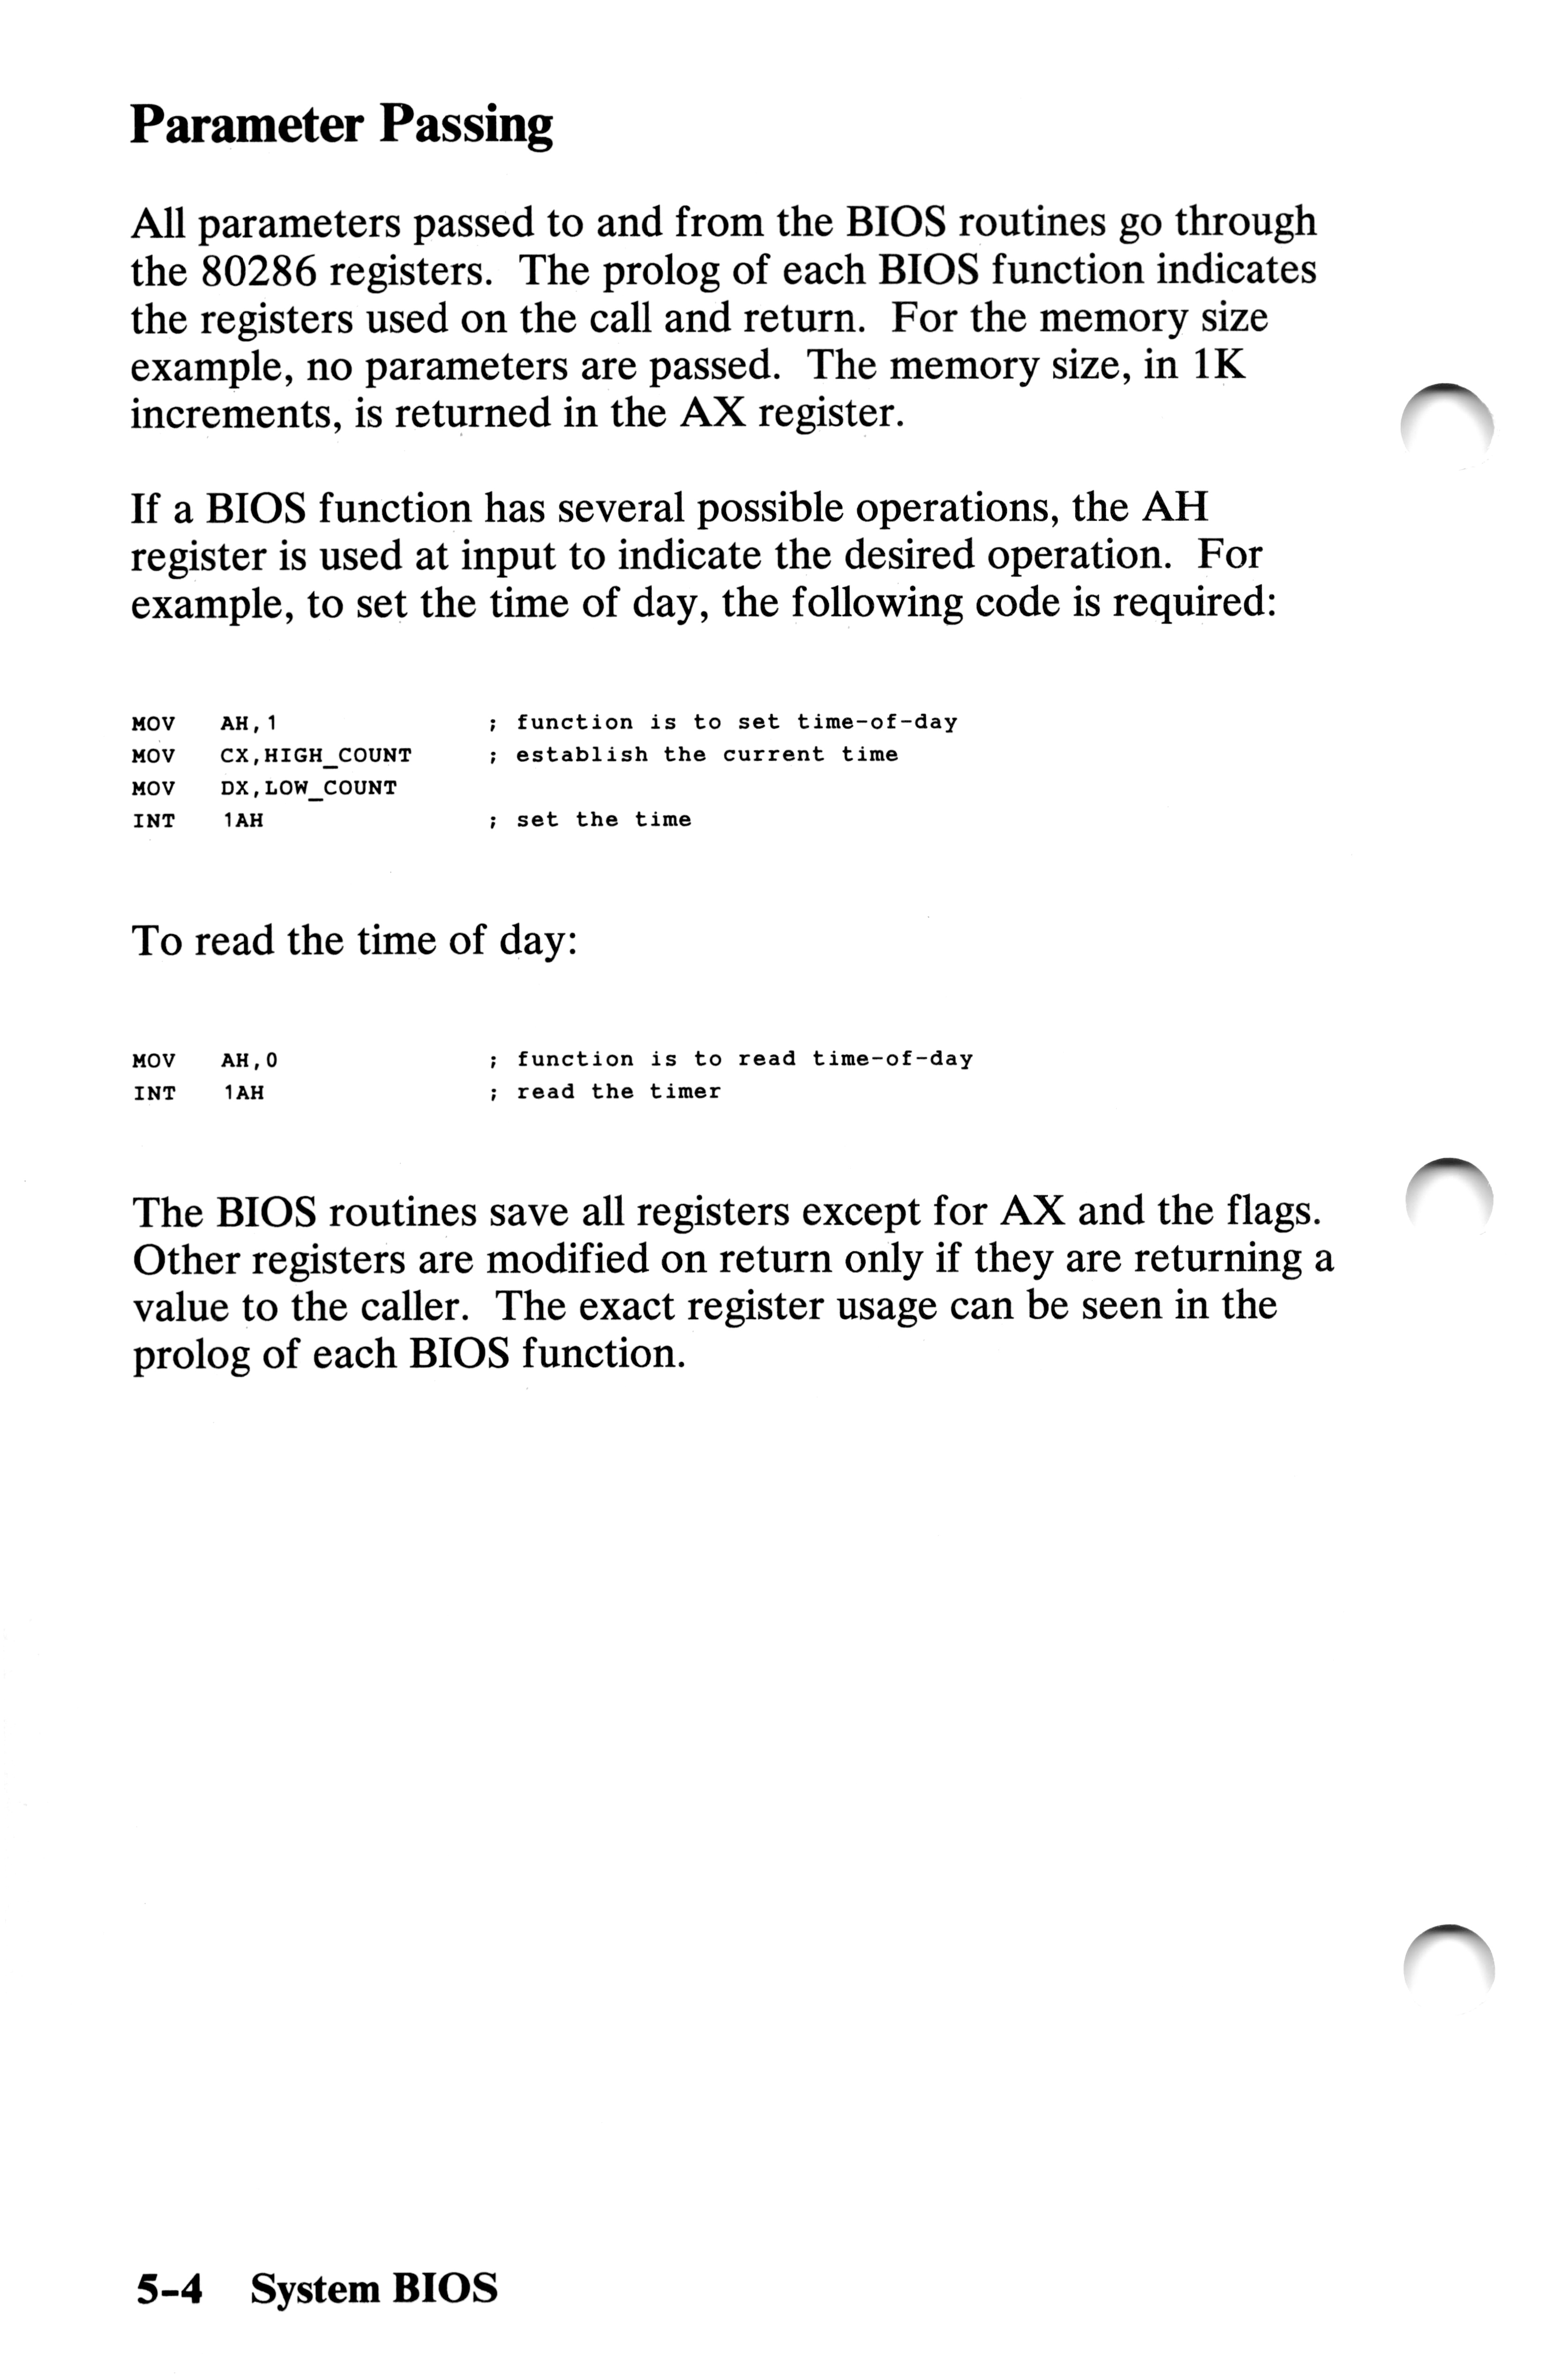 Parameter Passing
All parameters passed to and from the BIOS routines go through
the 80286 registers. The prolog of each BIOS function indicates
the registers used on the call and return. For the memory size
example, no parameters are passed. The memory size, in 1K
increments, is returned in the AX register.
If a BIOS function has several possible operations, the AH
register is used at input to indicate the desired operation. For
example, to set the time of day, the following code is required:
MOV AH,1 ; function is to set time-of-day
MOV CX,HIGH_COUNT ; establish the current time
MOV DX,LOW_COUNT
INT 1AH ; set the time
To read the time of day:
MOV AH,0 ; function is to read time-of-day
INT 1AH ; read the timer
The BIOS routines save all registers except for AX and the flags.
Other registers are modified on return only if they are returning a
value to the caller. The exact register usage can be seen in the
prolog of each BIOS function.
5-4 System BIOS